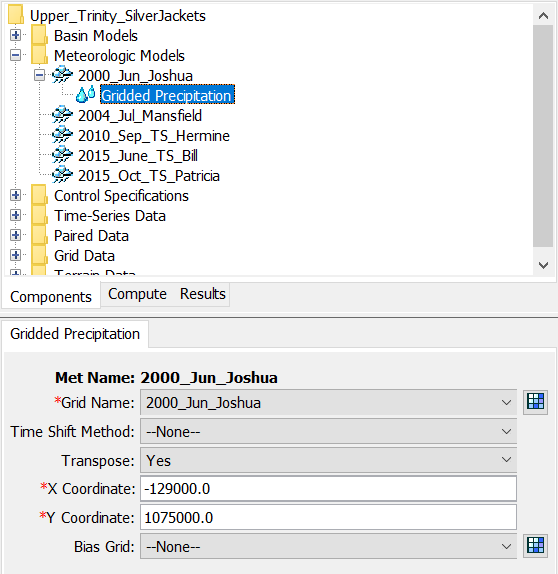 Upper_Trinity_SilverJackets
Basin Models
Meteorologic Models
2000_Jun_Joshua
Gridded Precipitation
2004_Jul_Mansfield
2010_Sep_TS_Hermine
2015_June_TS_Bill
2015_Oct_TS_Patricia
Control Specifications
Time-Series Data
Paired Data
Grid Data
Terrain Data
Components Compute Results
Gridded Precipitation
Met Name: 2000_Jun_Joshua
*Grid Name: 2000_Jun_Joshua
Time Shift Method: --None--
Transpose: Yes
*X Coordinate: -129000.0
*Y Coordinate: 1075000.0
Bias Grid: --None--